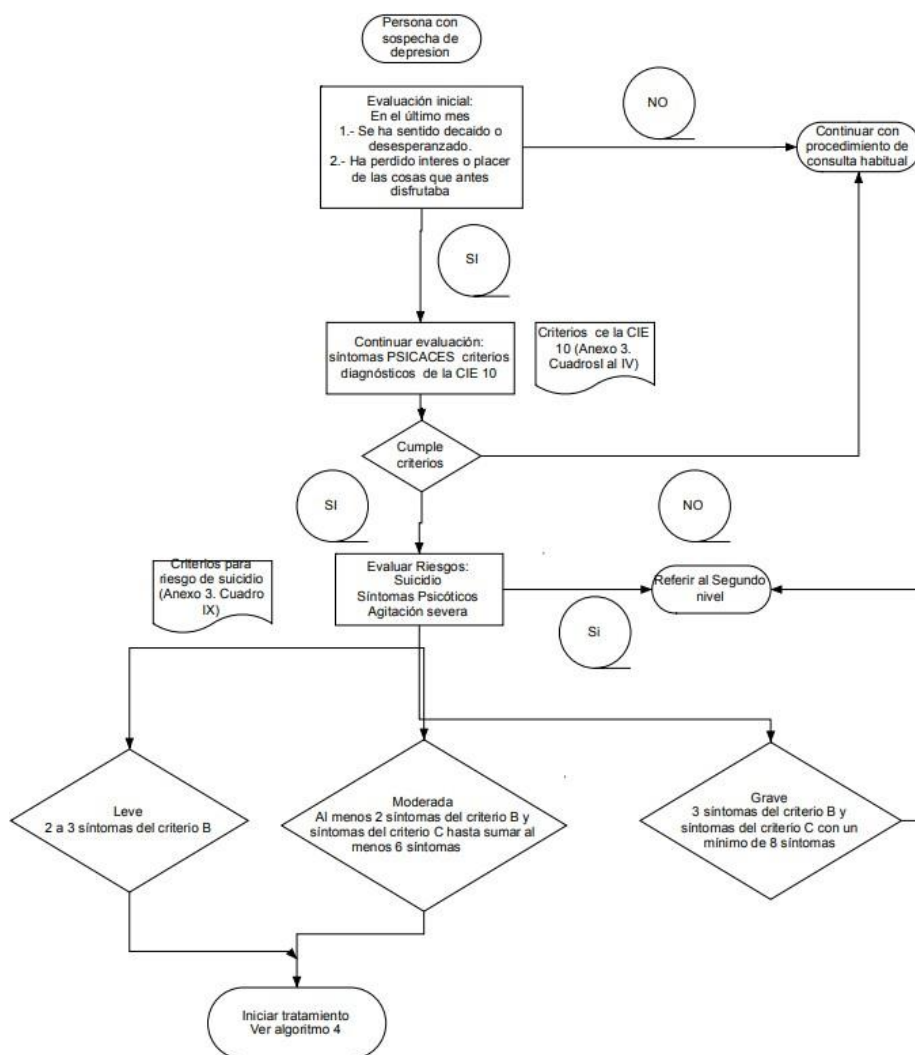 Persona con
sospecha de
depresion
Evaluación inicial:
En el último mes
1.- Se ha sentido decaido o
desesperanzado.
2.- Ha perdido interes o placer
de las cosas que antes
disfrutaba
NO
Continuar con
procedimiento de
consulta habitual
SI
Continuar evaluación:
síntomas PSICACES criterios
diagnósticos de la CIE 10
Criterios ce la CIE
10 (Anexo 3.
CuadrosI al IV)
Cumple
criterios
SI
NO
Criterios para
riesgo de suicidio
(Anexo 3. Cuadro
IX)
Evaluar Riesgos:
Suicidio
Síntomas Psicóticos
Agitación severa
Referir al Segundo
nivel
Si
Leve
2 a 3 síntomas del criterio B
Moderada
Al menos 2 síntomas del criterio B y
síntomas del criterio C hasta sumar al
menos 6 síntomas
Grave
3 síntomas del criterio B y
síntomas del criterio C con un
mínimo de 8 síntomas
Iniciar tratamiento
Ver algoritmo 4